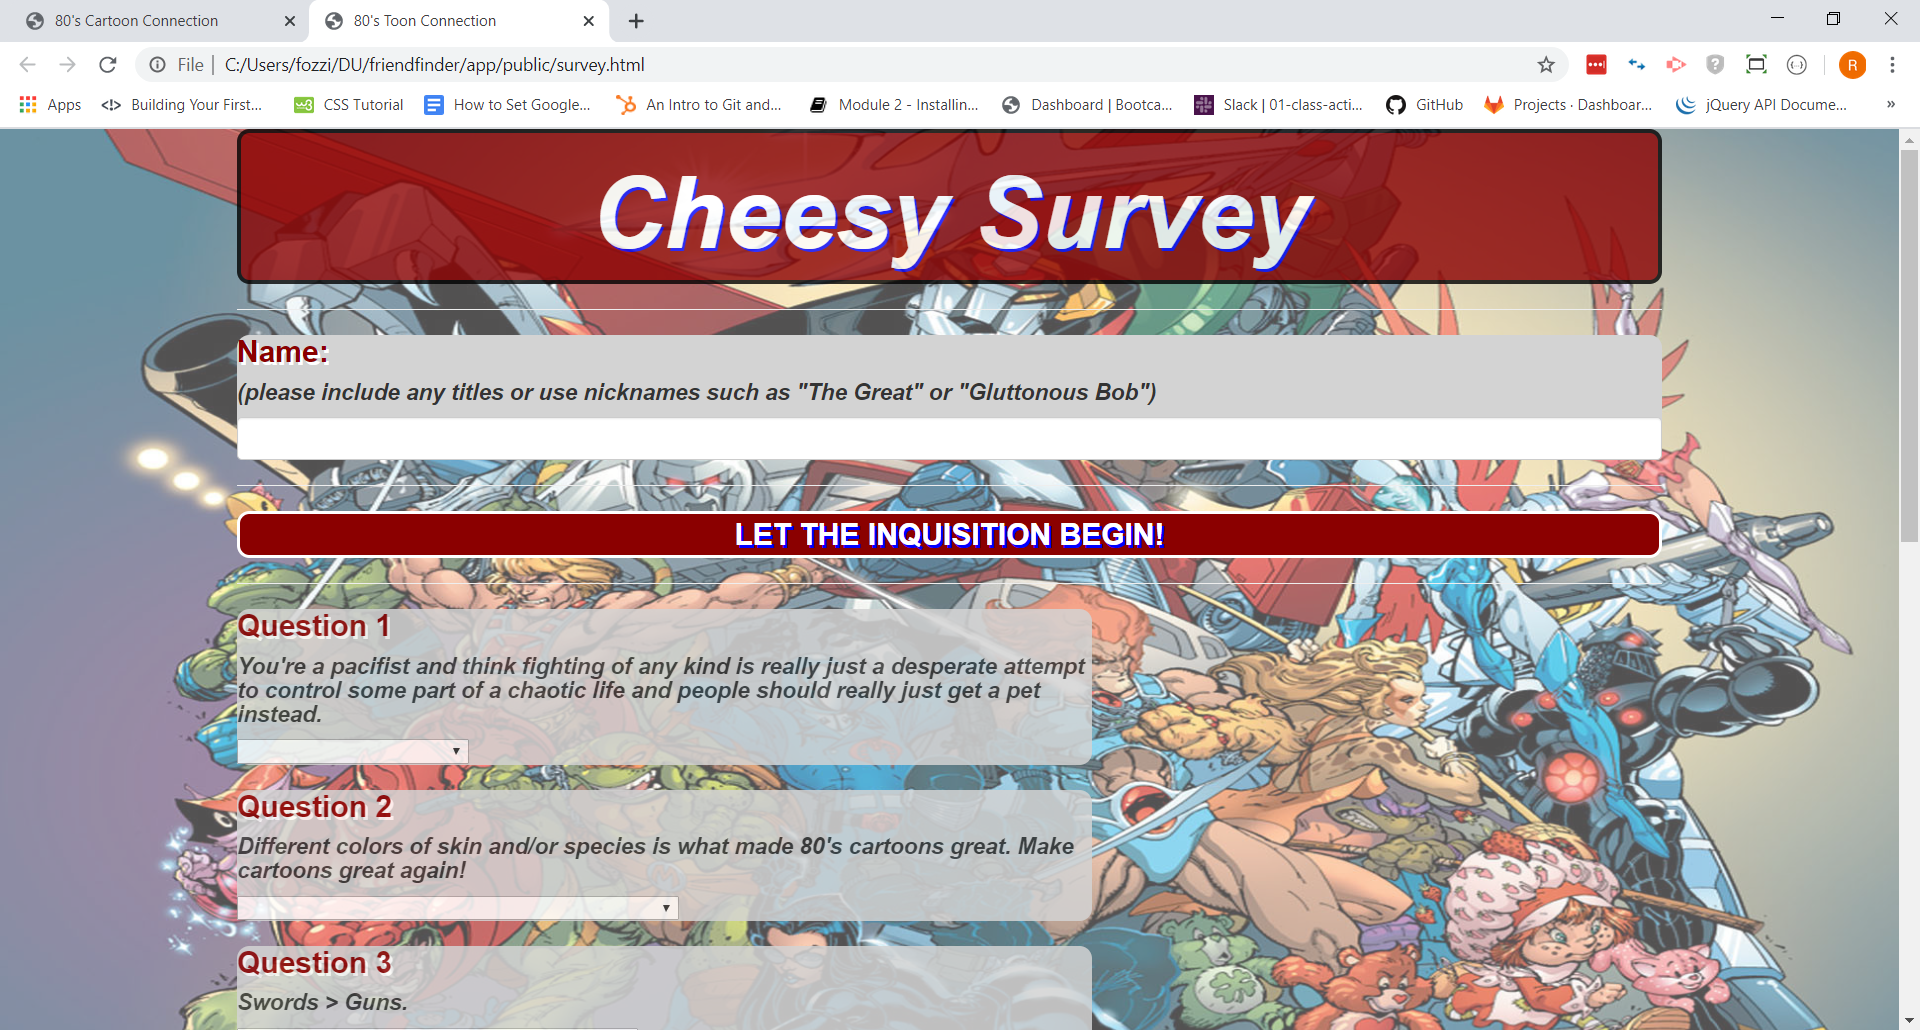 80's Cartoon Connection
80's Toon Connection
File | C:/Users/fozzi/DU/friendfinder/app/public/survey.html
R
Apps
Building Your First...
CSS Tutorial
How to Set Google...
An Intro to Git and...
Module 2 - Installin...
Dashboard | Bootca...
Slack | 01-class-acti...
GitHub
Projects · Dashboar...
jQuery API Docume...
»
Cheesy Survey
Name:
(please include any titles or use nicknames such as "The Great" or "Gluttonous Bob")
LET THE INQUISITION BEGIN!
Question 1
You're a pacifist and think fighting of any kind is really just a desperate attempt
to control some part of a chaotic life and people should really just get a pet
instead.
Question 2
Different colors of skin and/or species is what made 80's cartoons great. Make
cartoons great again!
Question 3
Swords > Guns.